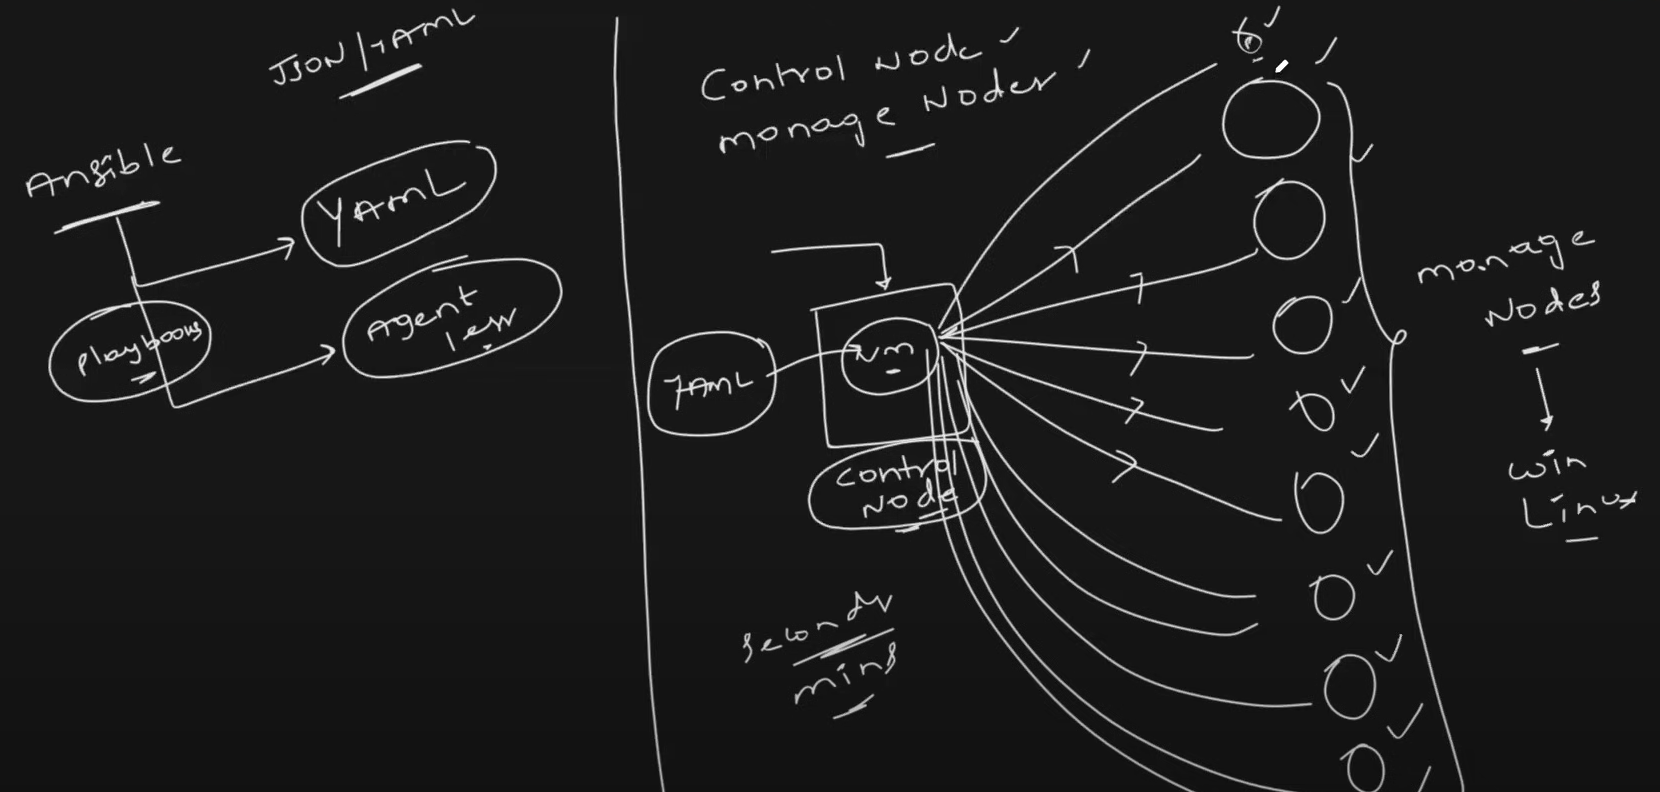 JSON/YAML
Ansible
YAML
Playbooks
Agent
less
Control Node
manage Nodes
6
YAML
VM
Control
Node
seconds
mins
manage
Nodes
win
Linux